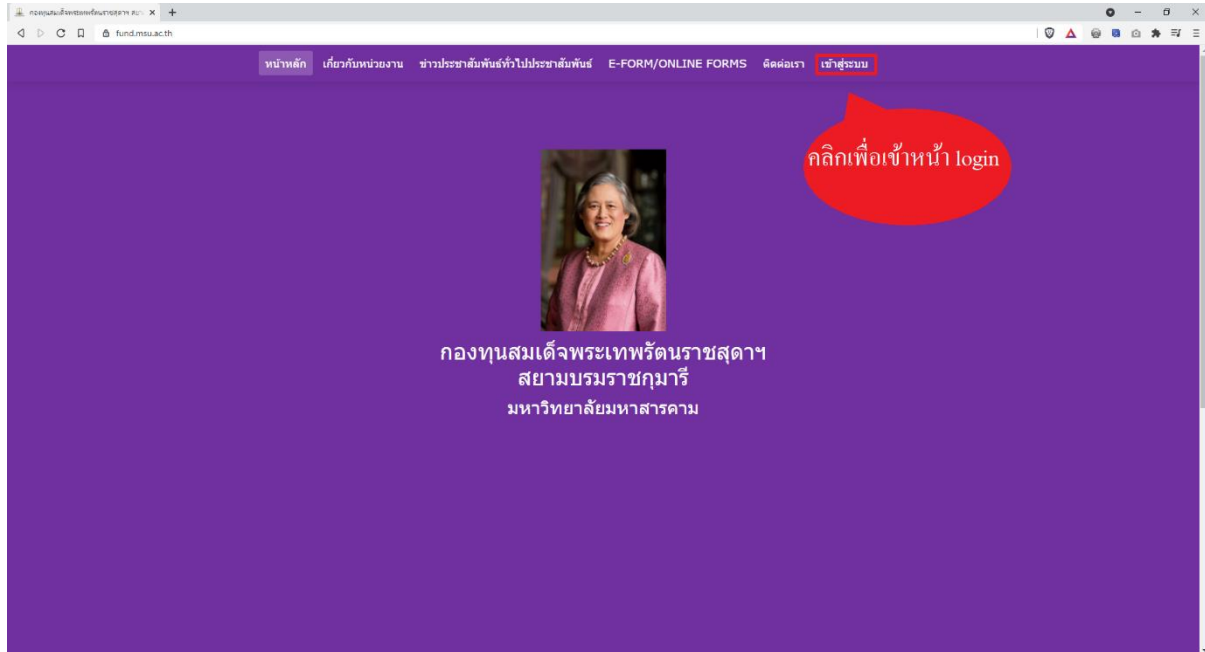 fund.msu.ac.th
หน้าหลัก เกี่ยวกับหน่วยงาน ข่าวประชาสัมพันธ์ทั่วไปประชาสัมพันธ์ E-FORM/ONLINE FORMS ติดต่อเรา เข้าสู่ระบบ
คลิกเพื่อเข้าหน้า login
กองทุนสมเด็จพระเทพรัตนราชสุดาฯ
สยามบรมราชกุมารี
มหาวิทยาลัยมหาสารคาม